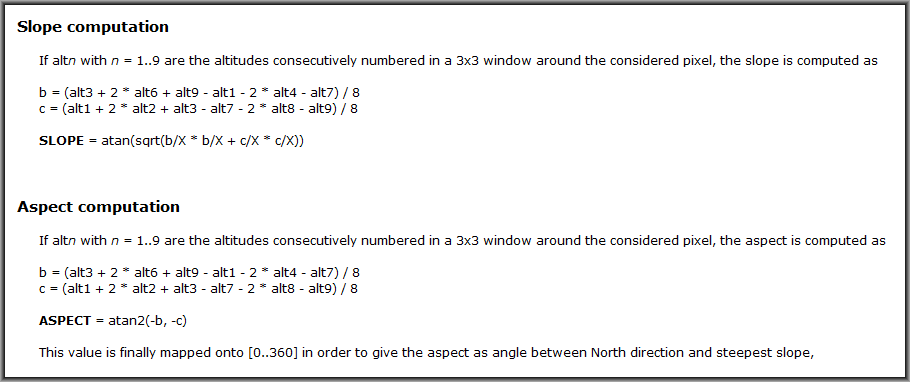 Slope computation
If altn with n = 1..9 are the altitudes consecutively numbered in a 3x3 window around the considered pixel, the slope is computed as
b = (alt3 + 2 * alt6 + alt9 - alt1 - 2 * alt4 - alt7) / 8
c = (alt1 + 2 * alt2 + alt3 - alt7 - 2 * alt8 - alt9) / 8
SLOPE = atan(sqrt(b/X * b/X + c/X * c/X))
Aspect computation
If altn with n = 1..9 are the altitudes consecutively numbered in a 3x3 window around the considered pixel, the aspect is computed as
b = (alt3 + 2 * alt6 + alt9 - alt1 - 2 * alt4 - alt7) / 8
c = (alt1 + 2 * alt2 + alt3 - alt7 - 2 * alt8 - alt9) / 8
ASPECT = atan2(-b, -c)
This value is finally mapped onto [0..360] in order to give the aspect as angle between North direction and steepest slope,